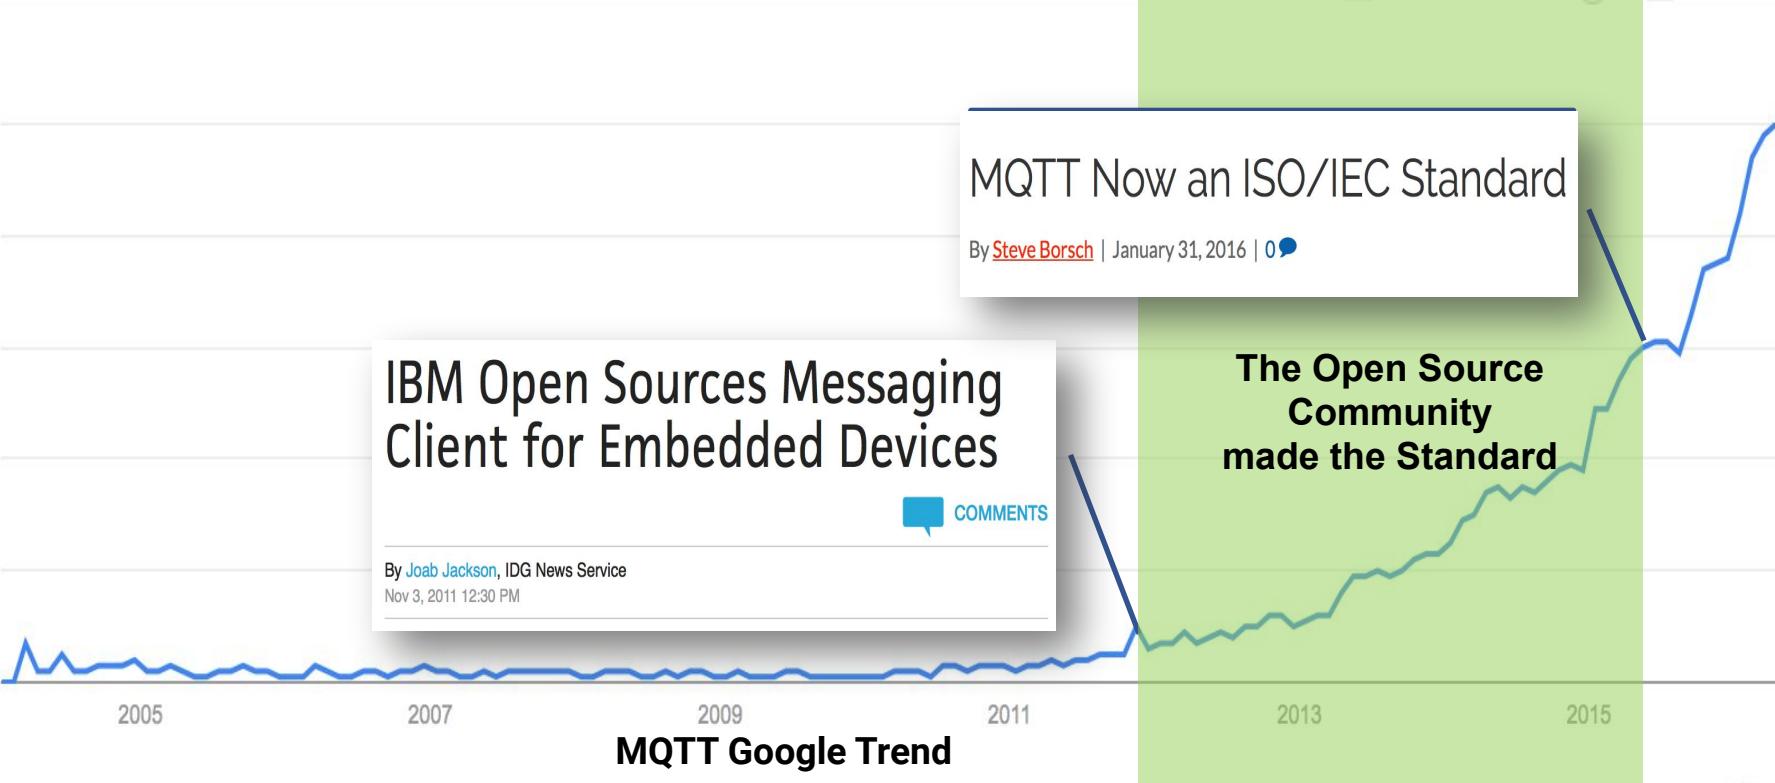 MQTT Now an ISO/IEC Standard
By Steve Borsch | January 31, 2016 | 0
IBM Open Sources Messaging
Client for Embedded Devices
COMMENTS
By Joab Jackson, IDG News Service
Nov 3, 2011 12:30 PM
The Open Source
Community
made the Standard
2005 2007 2009 2011 2013 2015
MQTT Google Trend